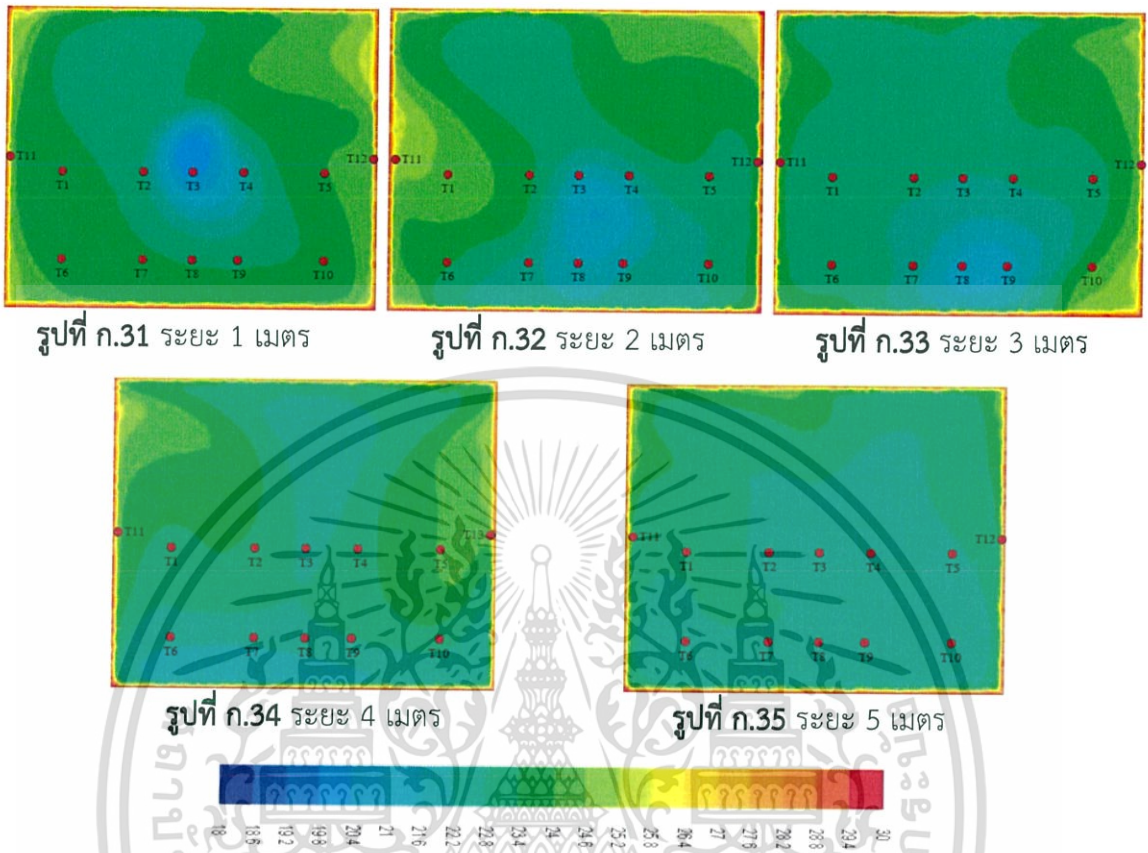 T11 T1 T2 T3 T4 T5 T12
T6 T7 T8 T9 T10
T11 T1 T2 T3 T4 T5 T12
T6 T7 T8 T9 T10
T11 T1 T2 T3 T4 T5 T12
T6 T7 T8 T9 T10
รูปที่ ก.31 ระยะ 1 เมตร
รูปที่ ก.32 ระยะ 2 เมตร
รูปที่ ก.33 ระยะ 3 เมตร
T11 T1 T2 T3 T4 T5
T6 T7 T8 T9 T10
T11 T1 T2 T3 T4 T5 T12
T6 T7 T8 T9 T10
รูปที่ ก.34 ระยะ 4 เมตร
รูปที่ ก.35 ระยะ 5 เมตร
18 18.6 19.2 19.8 20.4 21 21.6 22.2 22.8 23.4 24 24.6 25.2 25.8 26.4 27 27.6 28.2 28.8 29.4 30